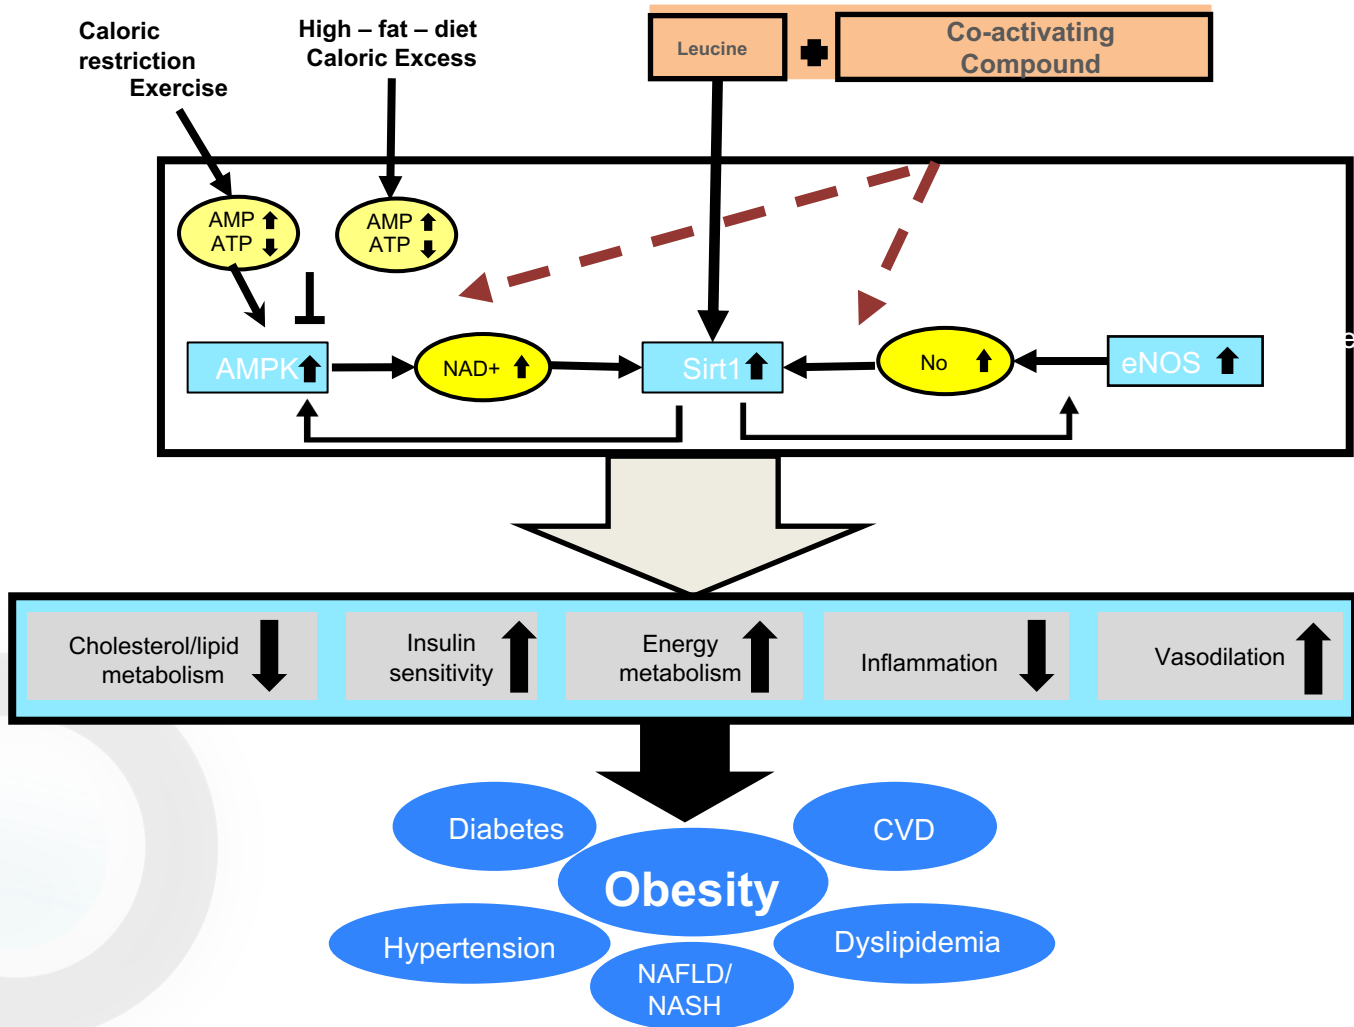 Caloric
restriction
Exercise
High – fat – diet
Caloric Excess
Leucine
Co-activating
Compound
AMP
ATP
AMP
ATP
AMPK
NAD+
Sirt1
No
eNOS
e
Cholesterol/lipid
metabolism
Insulin
sensitivity
Energy
metabolism
Inflammation
Vasodilation
Diabetes
CVD
Obesity
Hypertension
Dyslipidemia
NAFLD/
NASH